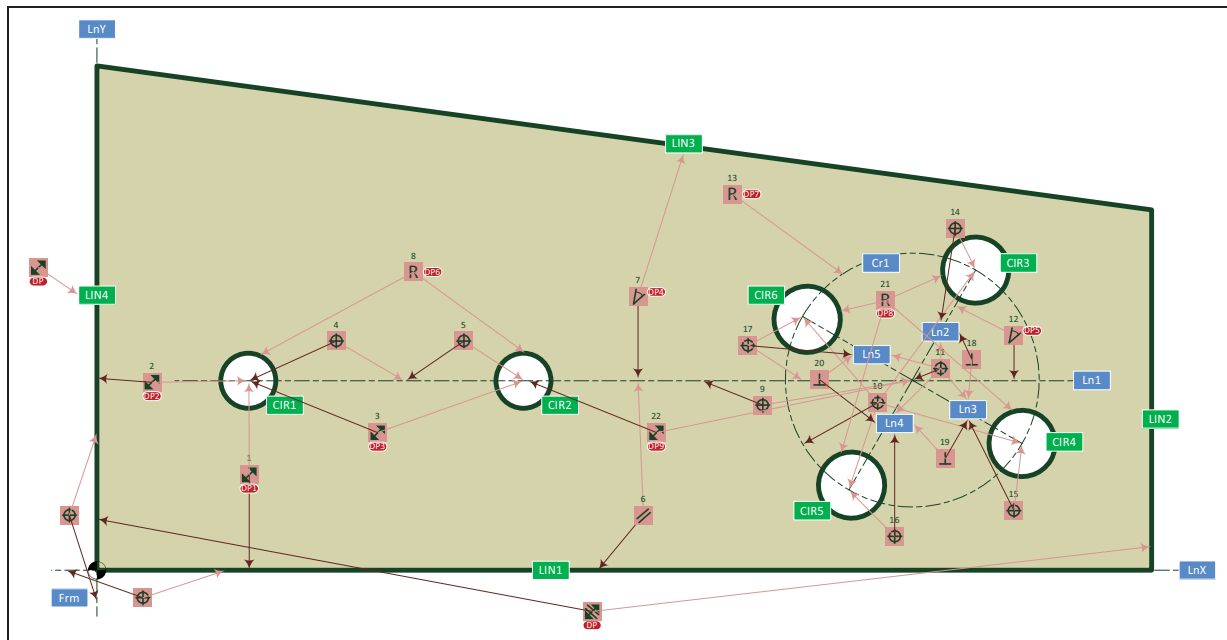 LnY
LIN3
13
R DP7
14
Cr1
CIR3
8
R DP6
7
DP4
DP
LIN4
CIR6
21
R
DP8
12
DP5
4
5
17
Ln2
20
Ln5
18
11
2
DP2
Ln1
10
9
CIR1
CIR2
Ln3
3
DP3
22
DP9
Ln4
LIN2
CIR4
19
1
DP1
6
15
CIR5
16
LIN1
LnX
Frm
DP